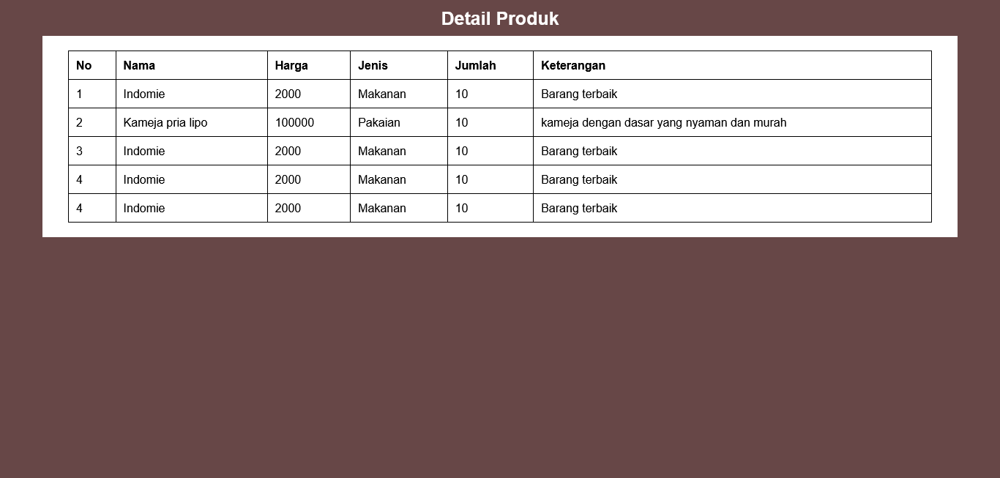 Detail Produk
No Nama Harga Jenis Jumlah Keterangan
1 Indomie 2000 Makanan 10 Barang terbaik
2 Kameja pria lipo 100000 Pakaian 10 kameja dengan dasar yang nyaman dan murah
3 Indomie 2000 Makanan 10 Barang terbaik
4 Indomie 2000 Makanan 10 Barang terbaik
4 Indomie 2000 Makanan 10 Barang terbaik